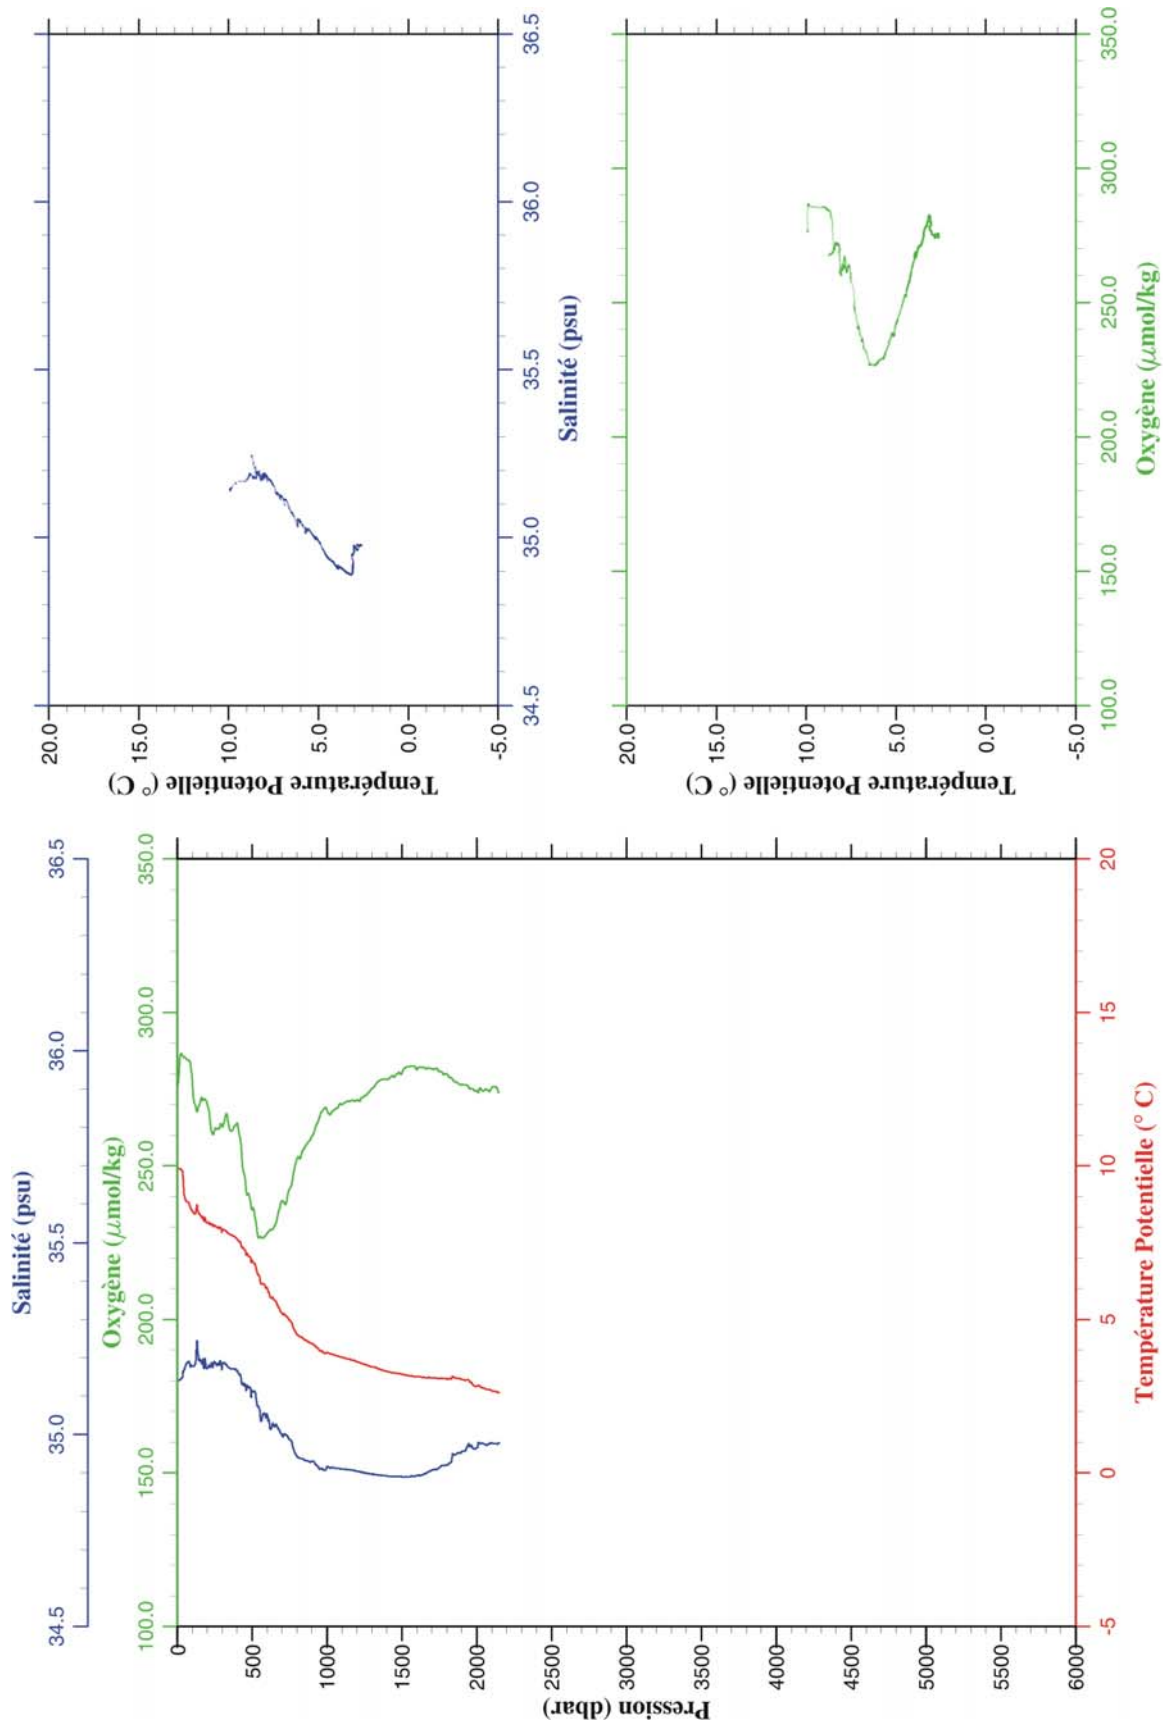 Salinité (psu)
34.5 35.0 35.5 36.0 36.5
Oxygène (μmol/kg)
100.0 150.0 200.0 250.0 300.0 350.0
Pression (dbar)
0
500
1000
1500
2000
2500
3000
3500
4000
4500
5000
5500
6000
-5 0 5 10 15 20
Température Potentielle (° C)
Température Potentielle (° C)
20.0
15.0
10.0
5.0
0.0
-5.0
34.5 35.0 35.5 36.0 36.5
Salinité (psu)
Température Potentielle (° C)
20.0
15.0
10.0
5.0
0.0
-5.0
100.0 150.0 200.0 250.0 300.0 350.0
Oxygène (μmol/kg)